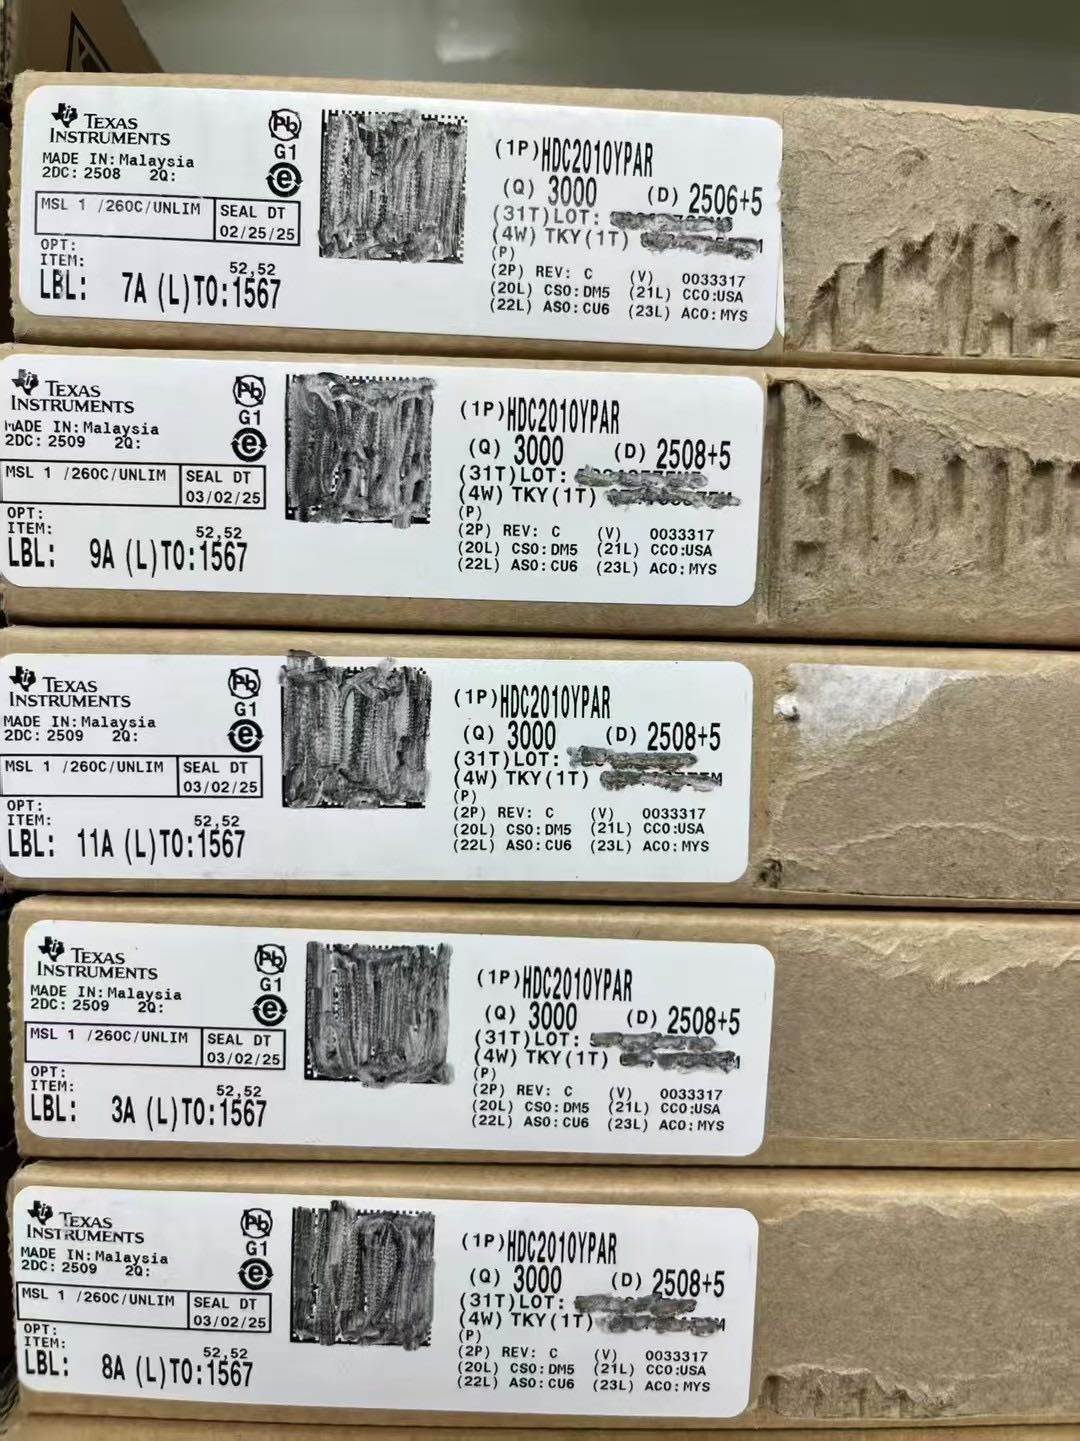 TEXAS
INSTRUMENTS
MADE IN: Malaysia
2DC: 2508 2Q:
MSL 1 /260C/UNLIM
SEAL DT
02/25/25
OPT:
ITEM:
52,52
LBL: 7A (L)TO:1567
Pb
G1
e
(1P)HDC2010YPAR
(Q) 3000 (D) 2506+5
(31T)LOT:
(4W) TKY(1T)
(P)
(2P) REV: C (V) 0033317
(20L) CSO:DM5 (21L) CCO:USA
(22L) ASO:CU6 (23L) ACO:MYS
TEXAS
INSTRUMENTS
MADE IN: Malaysia
2DC: 2509 2Q:
MSL 1 /260C/UNLIM
SEAL DT
03/02/25
OPT:
ITEM:
52,52
LBL: 9A (L)TO:1567
Pb
G1
e
(1P)HDC2010YPAR
(Q) 3000 (D) 2508+5
(31T)LOT:
(4W) TKY(1T)
(P)
(2P) REV: C (V) 0033317
(20L) CSO:DM5 (21L) CCO:USA
(22L) ASO:CU6 (23L) ACO:MYS
TEXAS
INSTRUMENTS
MADE IN: Malaysia
2DC: 2509 2Q:
MSL 1 /260C/UNLIM
SEAL DT
03/02/25
OPT:
ITEM:
52,52
LBL: 11A (L)TO:1567
Pb
G1
e
(1P)HDC2010YPAR
(Q) 3000 (D) 2508+5
(31T)LOT:
(4W) TKY(1T)
(P)
(2P) REV: C (V) 0033317
(20L) CSO:DM5 (21L) CCO:USA
(22L) ASO:CU6 (23L) ACO:MYS
TEXAS
INSTRUMENTS
MADE IN: Malaysia
2DC: 2509 2Q:
MSL 1 /260C/UNLIM
SEAL DT
03/02/25
OPT:
ITEM:
52,52
LBL: 3A (L)TO:1567
Pb
G1
e
(1P)HDC2010YPAR
(Q) 3000 (D) 2508+5
(31T)LOT:
(4W) TKY(1T)
(P)
(2P) REV: C (V) 0033317
(20L) CSO:DM5 (21L) CCO:USA
(22L) ASO:CU6 (23L) ACO:MYS
TEXAS
INSTRUMENTS
MADE IN: Malaysia
2DC: 2509 2Q:
MSL 1 /260C/UNLIM
SEAL DT
03/02/25
OPT:
ITEM:
52,52
LBL: 8A (L)TO:1567
Pb
G1
e
(1P)HDC2010YPAR
(Q) 3000 (D) 2508+5
(31T)LOT:
(4W) TKY(1T)
(P)
(2P) REV: C (V) 0033317
(20L) CSO:DM5 (21L) CCO:USA
(22L) ASO:CU6 (23L) ACO:MYS